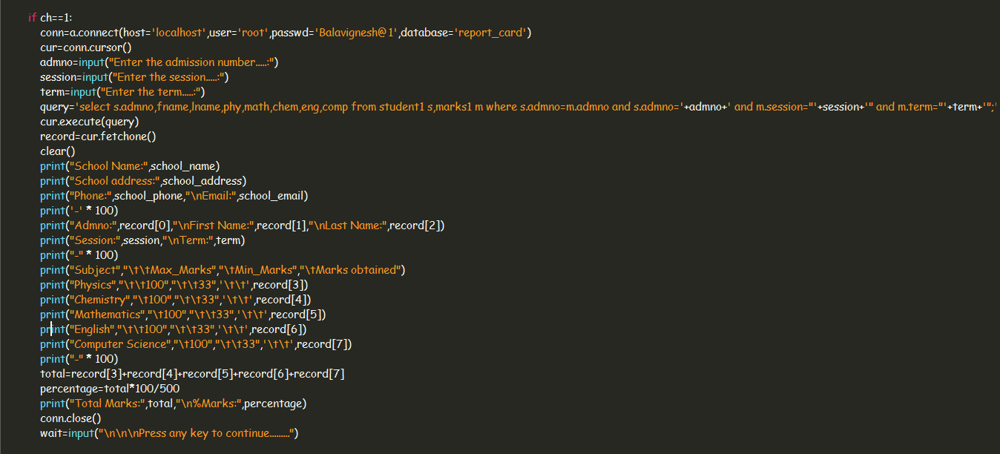 if ch==1:
conn=a.connect(host='localhost',user='root',passwd='Balavignesh@1',database='report_card')
cur=conn.cursor()
admno=input("Enter the admission number.....:")
session=input("Enter the session.....:")
term=input("Enter the term.....:")
query='select s.admno,fname,lname,phy,math,chem,eng,comp from student1 s,marks1 m where s.admno=m.admno and s.admno='+admno+' and m.session="'+session+'" and m.term="'+term+'";'
cur.execute(query)
record=cur.fetchone()
clear()
print("School Name:",school_name)
print("School address:",school_address)
print("Phone:",school_phone,"\nEmail:",school_email)
print('-' * 100)
print("Admno:",record[0],"\nFirst Name:",record[1],"\nLast Name:",record[2])
print("Session:",session,"\nTerm:",term)
print("-" * 100)
print("Subject","\t\tMax_Marks","\tMin_Marks","\tMarks obtained")
print("Physics","\t\t100","\t\t33",'\t\t',record[3])
print("Chemistry","\t100","\t\t33",'\t\t',record[4])
print("Mathematics","\t100","\t\t33",'\t\t',record[5])
print("English","\t\t100","\t\t33",'\t\t',record[6])
print("Computer Science","\t100","\t\t33",'\t\t',record[7])
print("-" * 100)
total=record[3]+record[4]+record[5]+record[6]+record[7]
percentage=total*100/500
print("Total Marks:",total,"\n%Marks:",percentage)
conn.close()
wait=input("\n\n\nPress any key to continue.........")